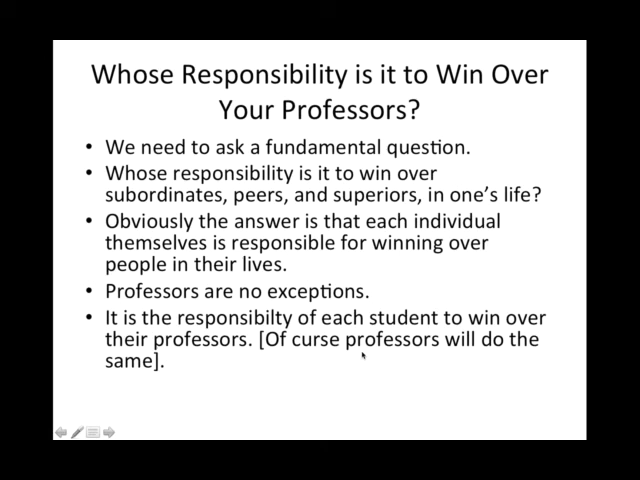 Whose Responsibility is it to Win Over
Your Professors?
• We need to ask a fundamental question.
• Whose responsibility is it to win over
subordinates, peers, and superiors, in one's life?
• Obviously the answer is that each individual
themselves is responsible for winning over
people in their lives.
• Professors are no exceptions.
• It is the responsibilty of each student to win over
their professors. [Of curse professors will do the
same].